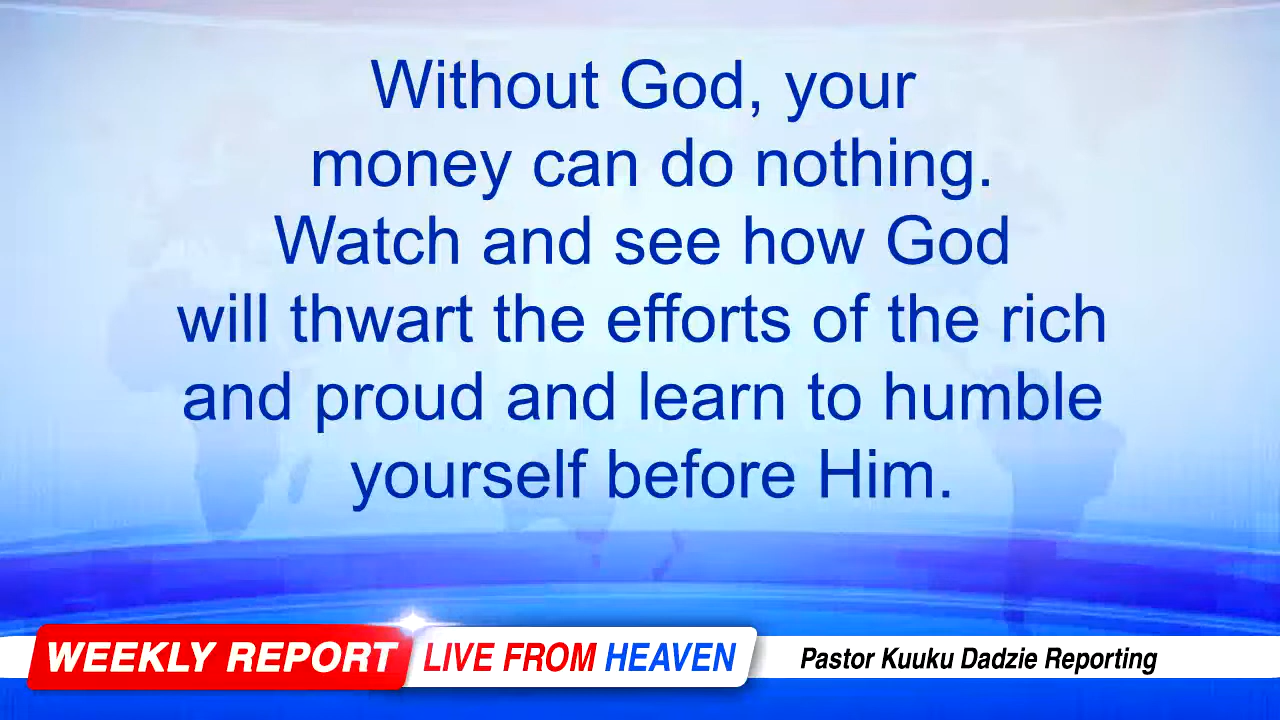 Without God, your
money can do nothing.
Watch and see how God
will thwart the efforts of the rich
and proud and learn to humble
yourself before Him.
WEEKLY REPORT LIVE FROM HEAVEN Pastor Kuuku Dadzie Reporting